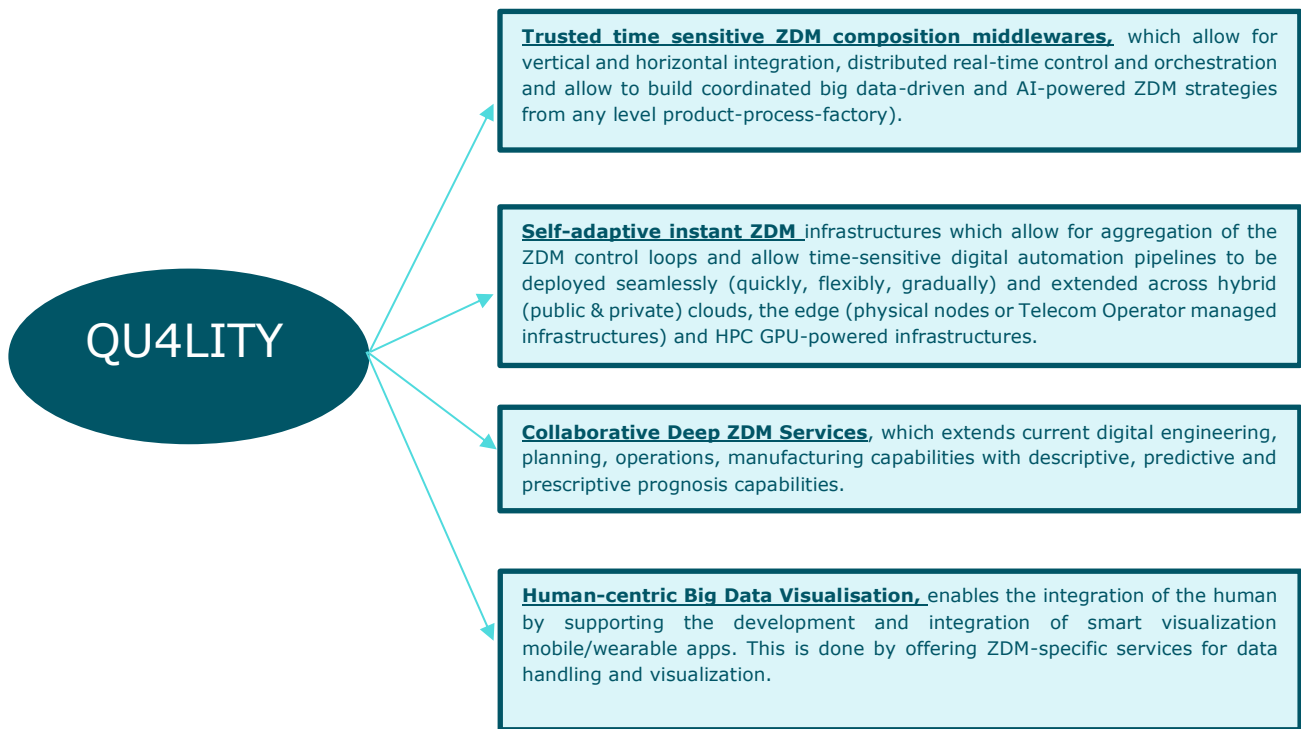 QU4LITY
Trusted time sensitive ZDM composition middlewares, which allow for
vertical and horizontal integration, distributed real-time control and orchestration
and allow to build coordinated big data-driven and AI-powered ZDM strategies
from any level product-process-factory).
Self-adaptive instant ZDM infrastructures which allow for aggregation of the
ZDM control loops and allow time-sensitive digital automation pipelines to be
deployed seamlessly (quickly, flexibly, gradually) and extended across hybrid
(public & private) clouds, the edge (physical nodes or Telecom Operator managed
infrastructures) and HPC GPU-powered infrastructures.
Collaborative Deep ZDM Services, which extends current digital engineering,
planning, operations, manufacturing capabilities with descriptive, predictive and
prescriptive prognosis capabilities.
Human-centric Big Data Visualisation, enables the integration of the human
by supporting the development and integration of smart visualization
mobile/wearable apps. This is done by offering ZDM-specific services for data
handling and visualization.